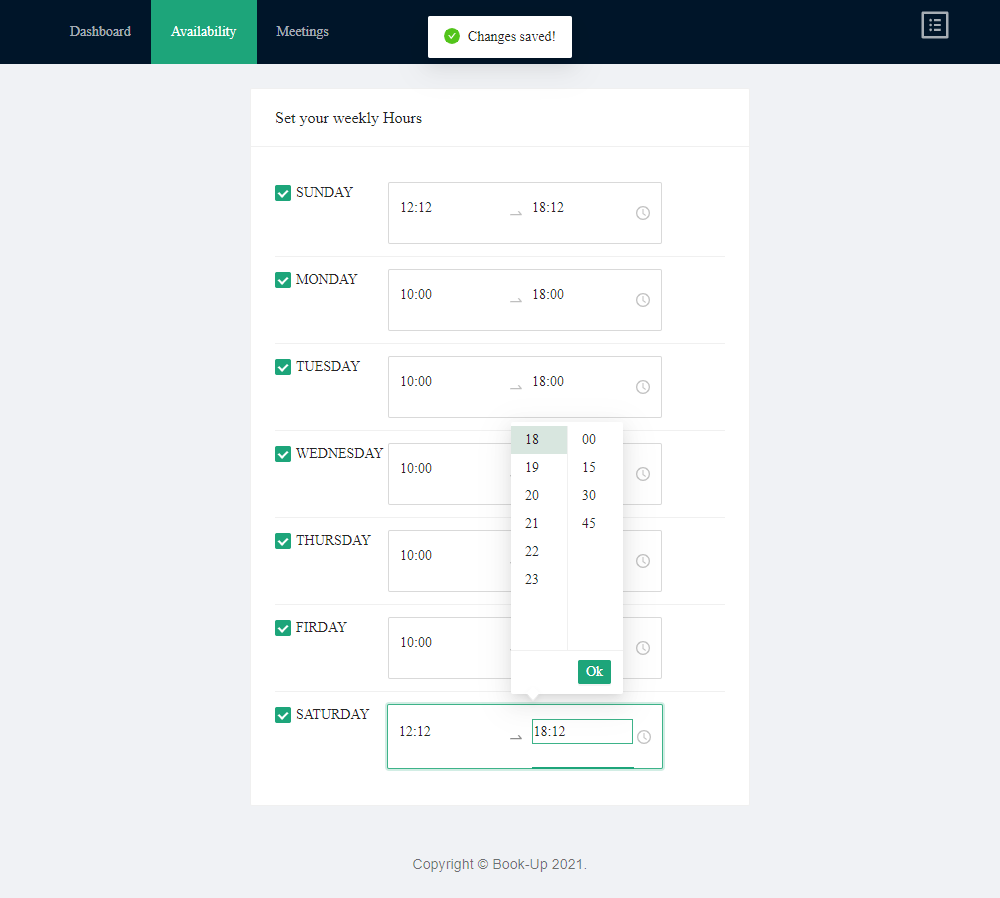 Dashboard Availability Meetings
Changes saved!
Set your weekly Hours
SUNDAY 12:12 18:12
MONDAY 10:00 18:00
TUESDAY 10:00 18:00
18 00
WEDNESDAY 10:00
19 15
20 30
21 45
THURSDAY 10:00
22
23
FIRDAY 10:00
Ok
SATURDAY 12:12 18:12
Copyright © Book-Up 2021.